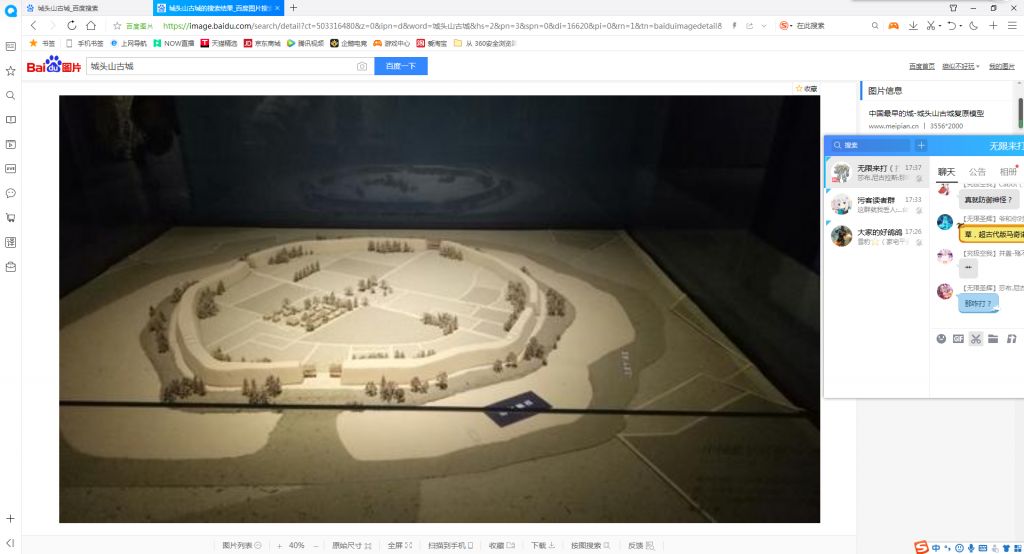 城头山古城_百度搜索
城头山古城的搜索结果_百度图片搜
百度图片
https://image.baidu.com/search/detail?ct=503316480&z=0&ipn=d&word=城头山古城&hs=2&pn=3&spn=0&di=16620&pi=0&rn=1&tn=baiduimagedetail&
在此搜索
书签
手机书签
上网导航
NOW直播
天猫精选
京东商城
腾讯视频
企鹅电竞
游戏中心
爱淘宝
从 360安全浏览
Bai du 图片
城头山古城
百度一下
百度首页
我的图片
收藏
图片信息
中国最早的城-城头山古城复原模型
www.meipian.cn | 3556*2000
搜索
无限来打
无限来打
17:37
污客读者群
17:33
大家的好鸽鸽
17:26
聊天
公告
相册
真就防御神怪？
草，超古代版马奇诺
艹
那咋打？
GIF
图片列表
40%
原始尺寸
全屏
扫描到手机
收藏
下载
按图搜索
反馈
中